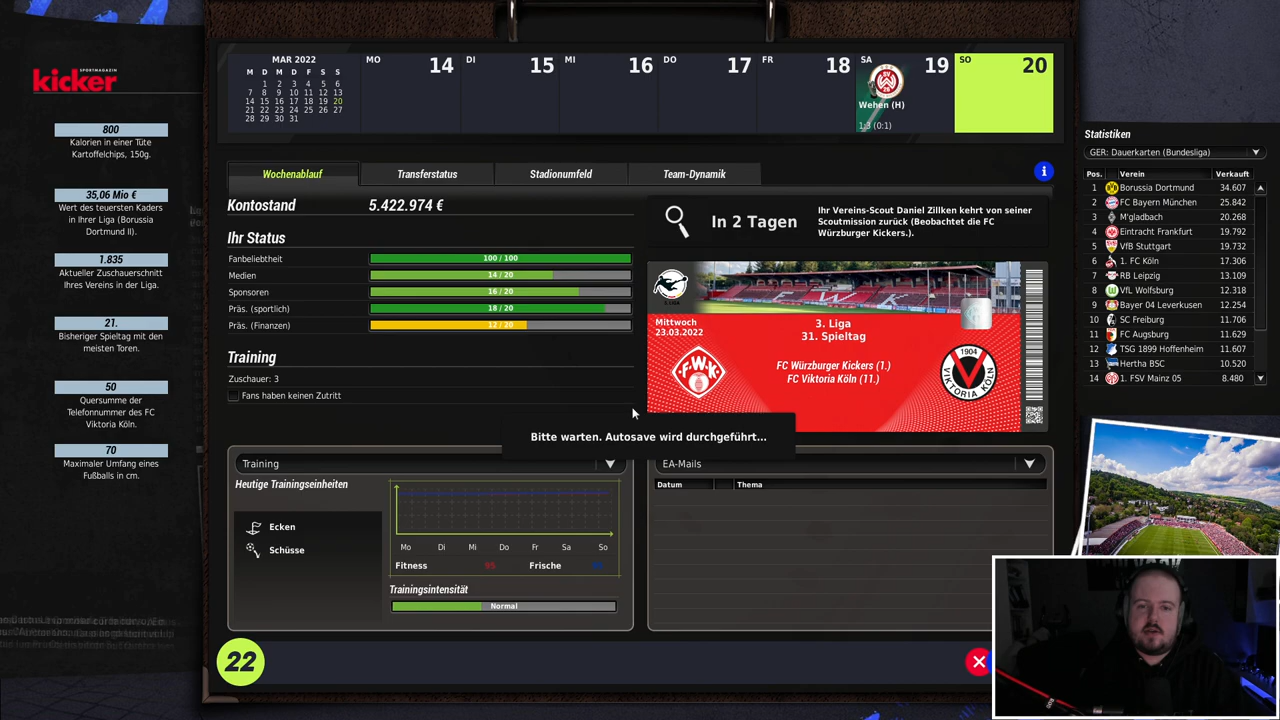 kicker
SPORTMAGAZIN
800
Kalorien in einer Tüte
Kartoffelchips, 150g.
35,06 Mio €
Wert des teuersten Kaders
in Ihrer Liga (Borussia
Dortmund II).
1.835
Aktueller Zuschauerschnitt
Ihres Vereins in der Liga.
21.
Bisheriger Spieltag mit den
meisten Toren.
50
Quersumme der
Telefonnummer des FC
Viktoria Köln.
70
Maximaler Umfang eines
Fußballs in cm.
MAR 2022
M D M D F S S
1 2 3 4 5 6
7 8 9 10 11 12 13
14 15 16 17 18 19 20
21 22 23 24 25 26 27
28 29 30 31
MO 14
DI 15
MI 16
DO 17
FR 18
SA 19
Wehen (H)
1:3 (0:1)
SO 20
Wochenablauf
Transferstatus
Stadionumfeld
Team-Dynamik
Kontostand 5.422.974 €
Ihr Status
Fanbeliebtheit 100 / 100
Medien 14 / 20
Sponsoren 16 / 20
Präs. (sportlich) 18 / 20
Präs. (Finanzen) 12 / 20
Training
Zuschauer: 3
Fans haben keinen Zutritt
In 2 Tagen
Ihr Vereins-Scout Daniel Zillken kehrt von seiner
Scoutmission zurück (Beobachtet die FC
Würzburger Kickers.).
Mittwoch
23.03.2022
3. Liga
31. Spieltag
FC Würzburger Kickers (1.)
FC Viktoria Köln (11.)
FWK
1904
VIKTORIA KÖLN
Bitte warten. Autosave wird durchgeführt...
Training
Heutige Trainingseinheiten
Ecken
Schüsse
Mo Di Mi Do Fr Sa So
Fitness 95 Frische
Trainingsintensität
Normal
EA-Mails
Datum Thema
22
Statistiken
GER: Dauerkarten (Bundesliga)
Pos. Verein Verkauft
1 Borussia Dortmund 34.607
2 FC Bayern München 25.842
3 M'gladbach 20.268
4 Eintracht Frankfurt 19.792
5 VfB Stuttgart 19.732
6 1. FC Köln 17.306
7 RB Leipzig 13.109
8 VfL Wolfsburg 12.318
9 Bayer 04 Leverkusen 12.254
10 SC Freiburg 11.706
11 FC Augsburg 11.629
12 TSG 1899 Hoffenheim 11.607
13 Hertha BSC 10.520
14 1. FSV Mainz 05 8.480